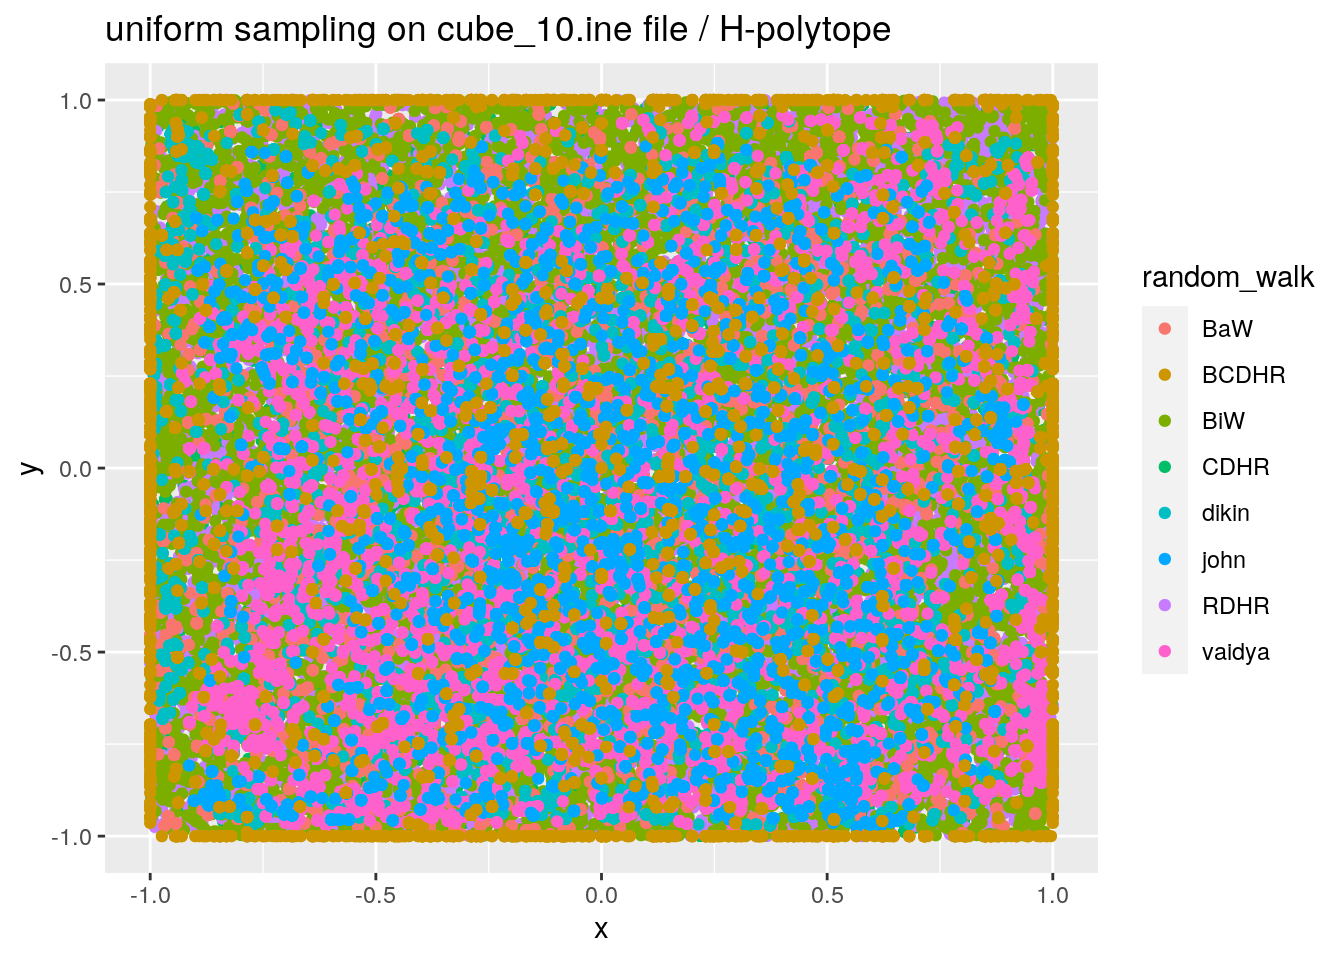 uniform sampling on cube_10.ine file / H-polytope
1.0
0.5
0.0
-0.5
-1.0
y
-1.0 -0.5 0.0 0.5 1.0
x
random_walk
BaW
BCDHR
BiW
CDHR
dikin
john
RDHR
vaidya